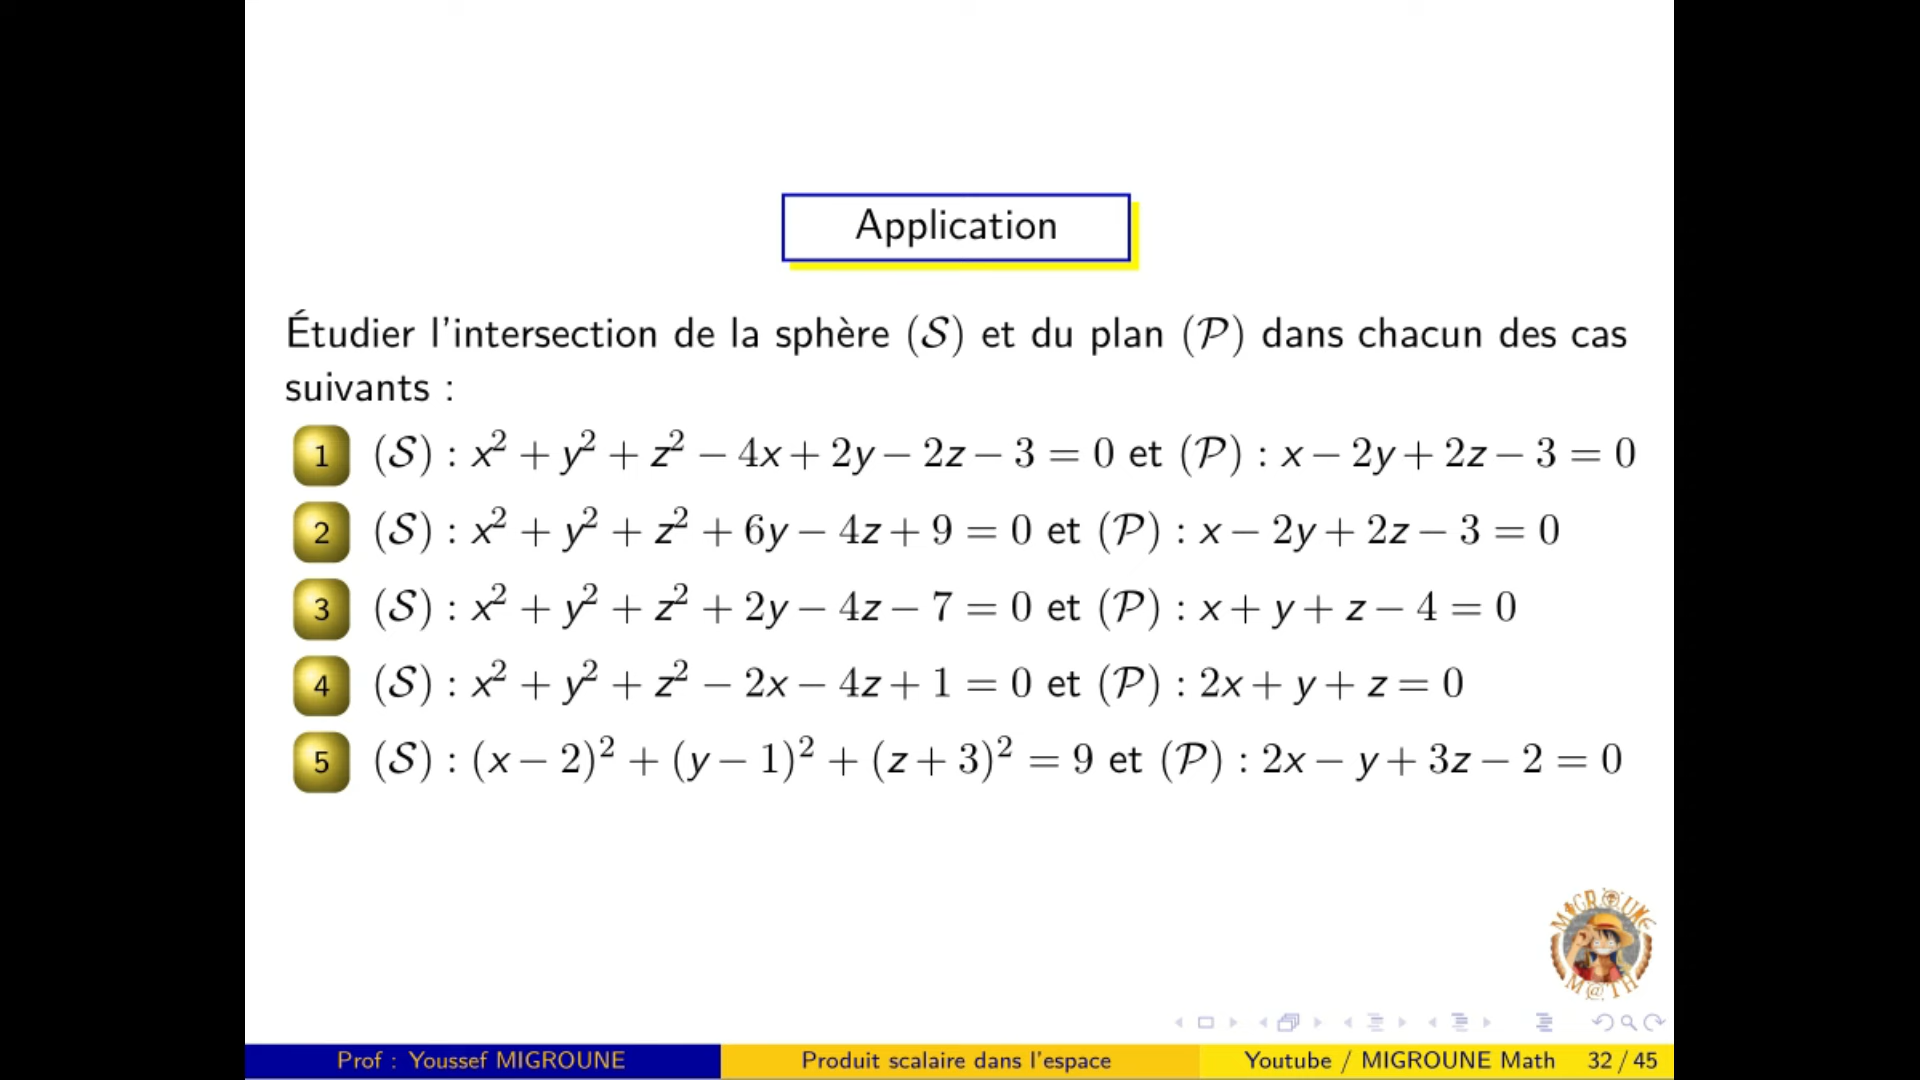 Application
Étudier l'intersection de la sphère (𝒮) et du plan (𝒫) dans chacun des cas
suivants :
1 (𝒮) : x² + y² + z² − 4x + 2y − 2z − 3 = 0 et (𝒫) : x − 2y + 2z − 3 = 0
2 (𝒮) : x² + y² + z² + 6y − 4z + 9 = 0 et (𝒫) : x − 2y + 2z − 3 = 0
3 (𝒮) : x² + y² + z² + 2y − 4z − 7 = 0 et (𝒫) : x + y + z − 4 = 0
4 (𝒮) : x² + y² + z² − 2x − 4z + 1 = 0 et (𝒫) : 2x + y + z = 0
5 (𝒮) : (x − 2)² + (y − 1)² + (z + 3)² = 9 et (𝒫) : 2x − y + 3z − 2 = 0
MIGROUNE
M@TH
Prof : Youssef MIGROUNE Produit scalaire dans l'espace Youtube / MIGROUNE Math 32 / 45